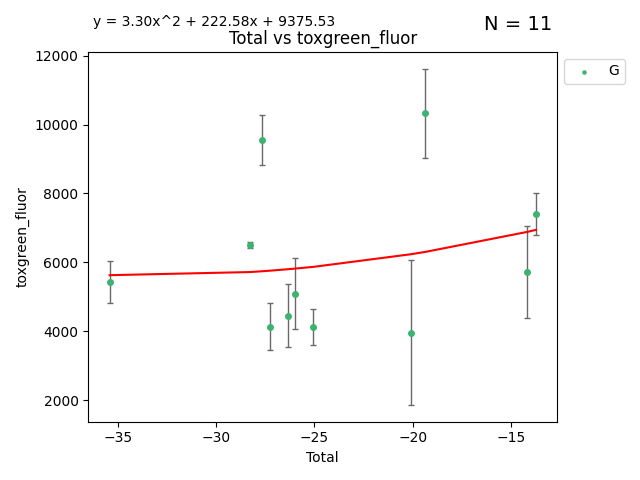 y = 3.30x^2 + 222.58x + 9375.53
N = 11
Total vs toxgreen_fluor
G
12000
10000
8000
6000
4000
2000
toxgreen_fluor
−35
−30
−25
−20
−15
Total